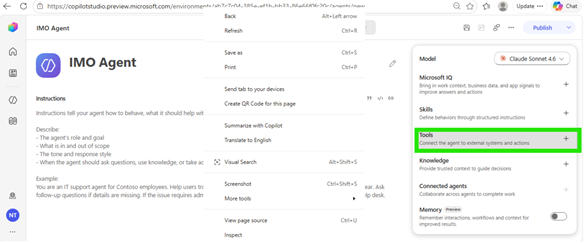 copilotstudio.preview.microsoft.com/environments/
Update
Chat
IMO Agent
Publish
IMO Agent
Instructions
Instructions tell your agent how to behave, what it should help wit
Describe:
- The agent's role and goal
- What is in and out of scope
- The tone and response style
- When the agent should ask questions, use knowledge, or take ac
Example:
You are an IT support agent for Contoso employees. Help users tro
follow-up questions if details are missing. If the issue requires adm
ear. Ask
elp desk.
NT
Back Alt+Left arrow
Refresh Ctrl+R
Save as Ctrl+S
Print Ctrl+P
Send tab to your devices
Create QR Code for this page
Summarize with Copilot
Translate to English
Visual Search Alt+Shift+S
Screenshot Ctrl+Shift+S
More tools
View page source Ctrl+U
Inspect
Model
Claude Sonnet 4.6
Microsoft IQ
Bring in work context, business data, and app signals to
improve answers and actions
Skills
Define behaviors through structured instructions
Tools
Connect the agent to external systems and actions
Knowledge
Provide trusted context to guide decisions
Connected agents
Collaborate across agents to complete work
Memory Preview
Remember interactions, workflows and context for
improved results.